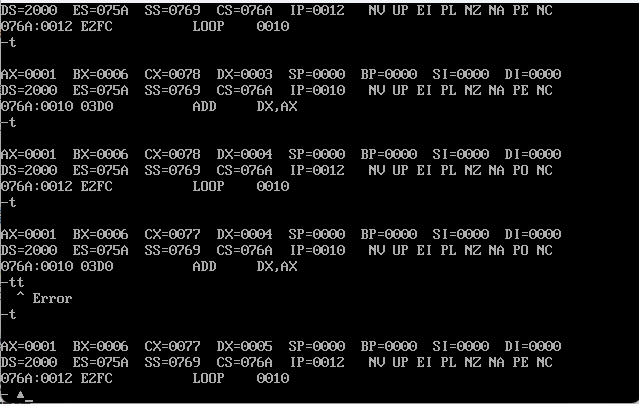 DS=2000  ES=075A  SS=0769  CS=076A  IP=0012   NV UP EI PL NZ NA PE NC
076A:0012 E2FC          LOOP    0010
-t
AX=0001  BX=0006  CX=0078  DX=0003  SP=0000  BP=0000  SI=0000  DI=0000
DS=2000  ES=075A  SS=0769  CS=076A  IP=0010   NV UP EI PL NZ NA PE NC
076A:0010 03D0          ADD     DX,AX
-t
AX=0001  BX=0006  CX=0078  DX=0004  SP=0000  BP=0000  SI=0000  DI=0000
DS=2000  ES=075A  SS=0769  CS=076A  IP=0012   NV UP EI PL NZ NA PO NC
076A:0012 E2FC          LOOP    0010
-t
AX=0001  BX=0006  CX=0077  DX=0004  SP=0000  BP=0000  SI=0000  DI=0000
DS=2000  ES=075A  SS=0769  CS=076A  IP=0010   NV UP EI PL NZ NA PO NC
076A:0010 03D0          ADD     DX,AX
-tt
  ^ Error
-t
AX=0001  BX=0006  CX=0077  DX=0005  SP=0000  BP=0000  SI=0000  DI=0000
DS=2000  ES=075A  SS=0769  CS=076A  IP=0012   NV UP EI PL NZ NA PE NC
076A:0012 E2FC          LOOP    0010
- ▲_